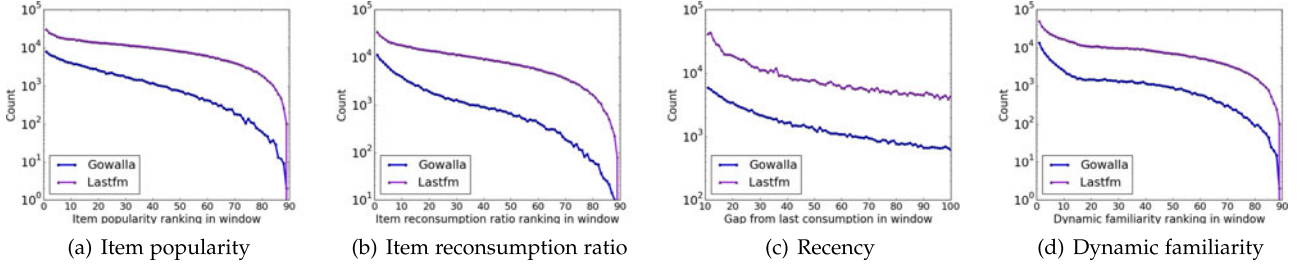 10^5
10^4
10^3
10^2
10^1
10^0
Count
Gowalla
Lastfm
0 10 20 30 40 50 60 70 80 90
Item popularity ranking in window
(a) Item popularity
10^5
10^4
10^3
10^2
10^1
Count
Gowalla
Lastfm
0 10 20 30 40 50 60 70 80 90
Item reconsumption ratio ranking in window
(b) Item reconsumption ratio
10^5
10^4
10^3
10^2
Count
Gowalla
Lastfm
10 20 30 40 50 60 70 80 90 100
Gap from last consumption in window
(c) Recency
10^5
10^4
10^3
10^2
10^1
10^0
Count
Gowalla
Lastfm
0 10 20 30 40 50 60 70 80 90
Dynamic familiarity ranking in window
(d) Dynamic familiarity